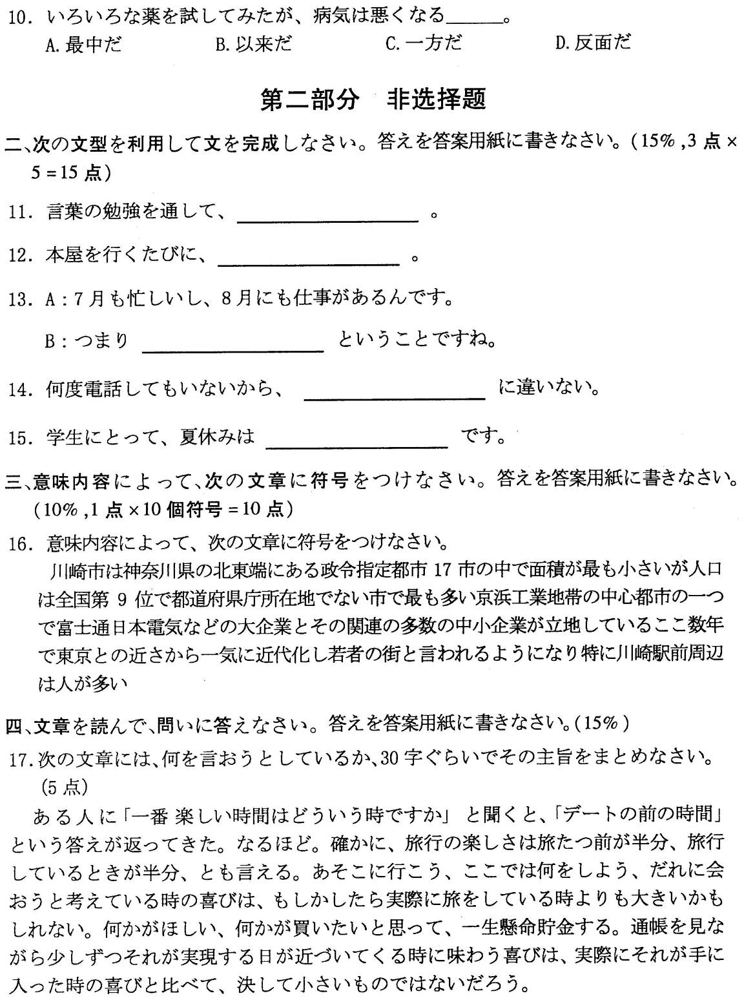 10. いろいろな薬を試してみたが、病気は悪くなる______。
A. 最中だ B. 以来だ C. 一方だ D. 反面だ
第二部分 非选择题
二、次の文型を利用して文を完成しなさい。答えを答案用紙に書きなさい。(15%,3 点×
5=15 点)
11. 言葉の勉強を通して、__________________。
12. 本屋を行くたびに、__________________。
13. A:7月も忙しいし、8月にも仕事があるんです。
B:つまり __________________ ということですね。
14. 何度電話してもいないから、__________________ に違いない。
15. 学生にとって、夏休みは __________________ です。
三、意味内容によって、次の文章に符号をつけなさい。答えを答案用紙に書きなさい。
(10%,1 点×10 個符号=10 点)
16. 意味内容によって、次の文章に符号をつけなさい。
川崎市は神奈川県の北東端にある政令指定都市 17 市の中で面積が最も小さいが人口
は全国第 9 位で都道府県庁所在地でない市で最も多い京浜工業地帯の中心都市の一つ
で富士通日本電気などの大企業とその関連の多数の中小企業が立地しているここ数年
で東京との近さから一気に近代化し若者の街と言われるようになり特に川崎駅前周辺
は人が多い
四、文章を読んで、問いに答えなさい。答えを答案用紙に書きなさい。(15%)
17. 次の文章には、何を言おうとしているか、30 字ぐらいでその主旨をまとめなさい。
(5 点)
ある人に「一番 楽しい時間はどういう時ですか」 と聞くと、「デートの前の時間」
という答えが返ってきた。なるほど。確かに、旅行の楽しさは旅たつ前が半分、旅行
しているときが半分、とも言える。あそこに行こう、ここでは何をしよう、だれに会
おうと考えている時の喜びは、もしかしたら実際に旅をしている時よりも大きいかも
しれない。何かがほしい、何かが買いたいと思って、一生懸命貯金する。通帳を見な
がら少しずつそれが実現する日が近づいてくる時に味わう喜びは、実際にそれが手に
入った時の喜びと比べて、決して小さいものではないだろう。